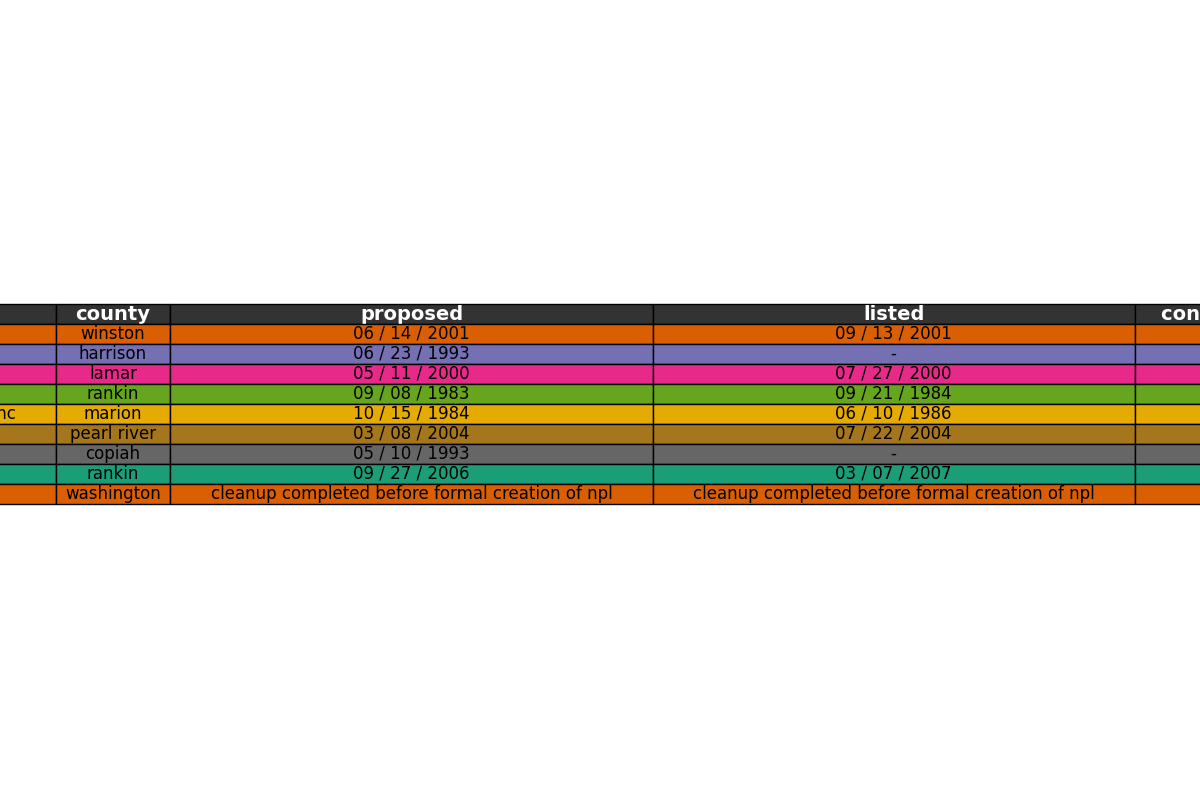 county proposed listed con
winston 06 / 14 / 2001 09 / 13 / 2001
harrison 06 / 23 / 1993 -
lamar 05 / 11 / 2000 07 / 27 / 2000
rankin 09 / 08 / 1983 09 / 21 / 1984
nc marion 10 / 15 / 1984 06 / 10 / 1986
pearl river 03 / 08 / 2004 07 / 22 / 2004
copiah 05 / 10 / 1993 -
rankin 09 / 27 / 2006 03 / 07 / 2007
washington cleanup completed before formal creation of npl cleanup completed before formal creation of npl